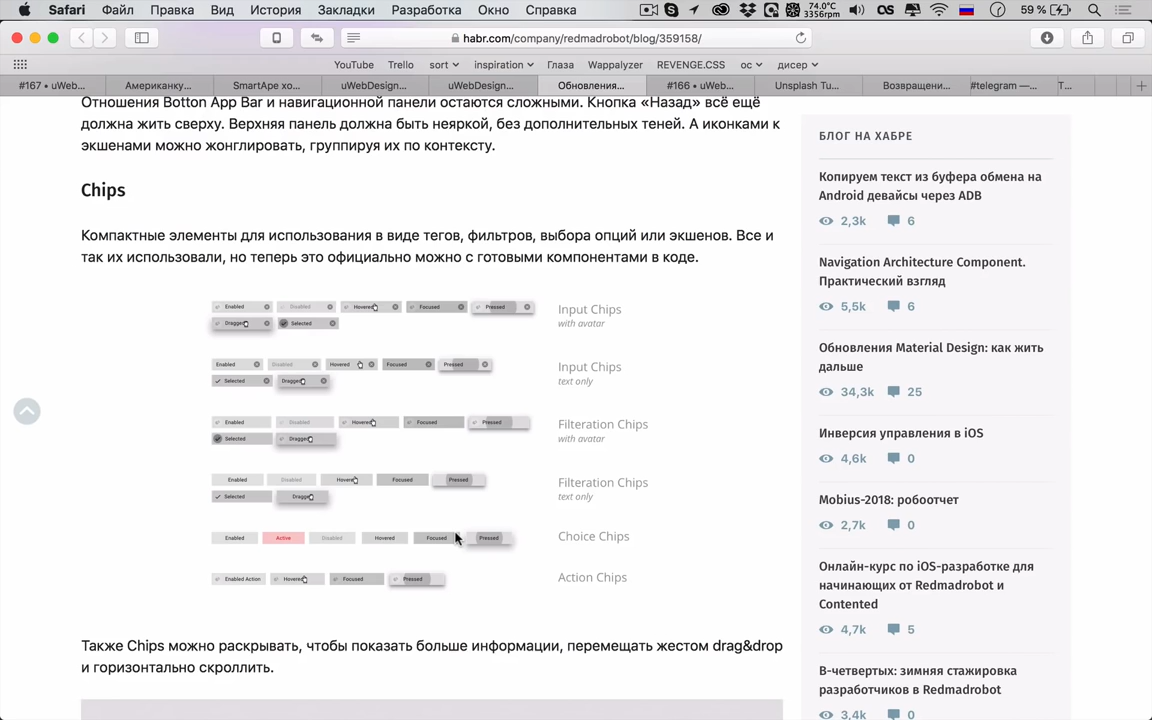 Safari Файл Правка Вид История Закладки Разработка Окно Справка 74.0°C 3356rpm 59 %
habr.com/company/redmadrobot/blog/359158/
YouTube Trello sort inspiration Глаза Wappalyzer REVENGE.CSS ос дисер
#167 • uWeb... Американку... SmartApe хо... uWebDesign... uWebDesign... Обновления... #166 • uWeb... Unsplash Tu... Возвращени... #telegram —... Т...
Отношения Botton App Bar и навигационной панели остаются сложными. Кнопка «Назад» всё ещё
должна жить сверху. Верхняя панель должна быть неяркой, без дополнительных теней. А иконками к
экшенами можно жонглировать, группируя их по контексту.
Chips
Компактные элементы для использования в виде тегов, фильтров, выбора опций или экшенов. Все и
так их использовали, но теперь это официально можно с готовыми компонентами в коде.
Enabled Disabled Hovered Focused Pressed
Dragged Selected
Input Chips
with avatar
Enabled Disabled Hovered Focused Pressed
Selected Dragged
Input Chips
text only
Enabled Disabled Hovered Focused Pressed
Selected Dragged
Filteration Chips
with avatar
Enabled Disabled Hovered Focused Pressed
Selected Dragged
Filteration Chips
text only
Enabled Active Disabled Hovered Focused Pressed
Choice Chips
Enabled Action Hovered Focused Pressed
Action Chips
Также Chips можно раскрывать, чтобы показать больше информации, перемещать жестом drag&drop
и горизонтально скроллить.
БЛОГ НА ХАБРЕ
Копируем текст из буфера обмена на
Android девайсы через ADB
2,3k 6
Navigation Architecture Component.
Практический взгляд
5,5k 6
Обновления Material Design: как жить
дальше
34,3k 25
Инверсия управления в iOS
4,6k 0
Mobius-2018: робоотчет
2,7k 0
Онлайн-курс по iOS-разработке для
начинающих от Redmadrobot и
Contented
4,7k 5
В-четвертых: зимняя стажировка
разработчиков в Redmadrobot
3,4k 0